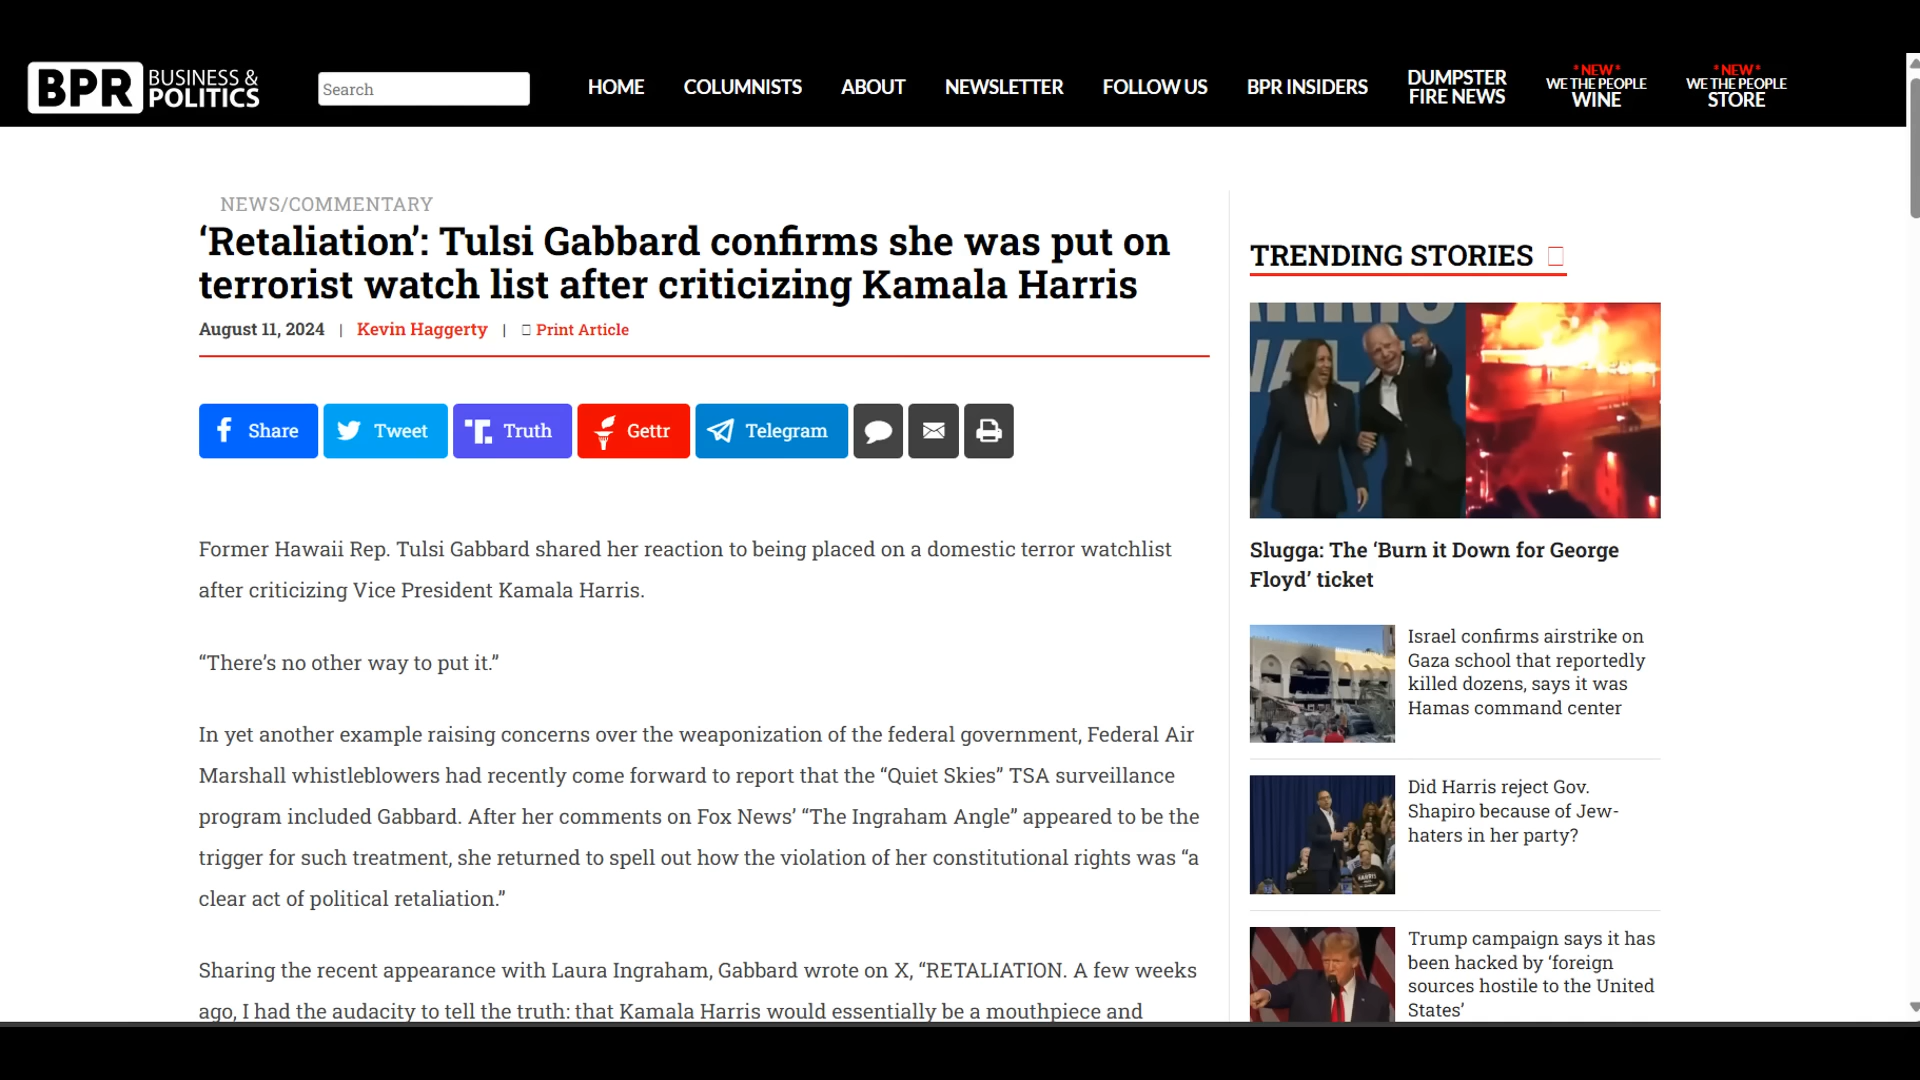 BPR BUSINESS &
POLITICS
Search
HOME
COLUMNISTS
ABOUT
NEWSLETTER
FOLLOW US
BPR INSIDERS
DUMPSTER
FIRE NEWS
*NEW*
WE THE PEOPLE
WINE
*NEW*
WE THE PEOPLE
STORE
NEWS/COMMENTARY
‘Retaliation’: Tulsi Gabbard confirms she was put on
terrorist watch list after criticizing Kamala Harris
August 11, 2024 | Kevin Haggerty | Print Article
Share
Tweet
Truth
Gettr
Telegram
Former Hawaii Rep. Tulsi Gabbard shared her reaction to being placed on a domestic terror watchlist
after criticizing Vice President Kamala Harris.
“There’s no other way to put it.”
In yet another example raising concerns over the weaponization of the federal government, Federal Air
Marshall whistleblowers had recently come forward to report that the “Quiet Skies” TSA surveillance
program included Gabbard. After her comments on Fox News’ “The Ingraham Angle” appeared to be the
trigger for such treatment, she returned to spell out how the violation of her constitutional rights was “a
clear act of political retaliation.”
Sharing the recent appearance with Laura Ingraham, Gabbard wrote on X, “RETALIATION. A few weeks
ago, I had the audacity to tell the truth: that Kamala Harris would essentially be a mouthpiece and
TRENDING STORIES
Slugga: The ‘Burn it Down for George
Floyd’ ticket
Israel confirms airstrike on
Gaza school that reportedly
killed dozens, says it was
Hamas command center
Did Harris reject Gov.
Shapiro because of Jew-
haters in her party?
Trump campaign says it has
been hacked by ‘foreign
sources hostile to the United
States’